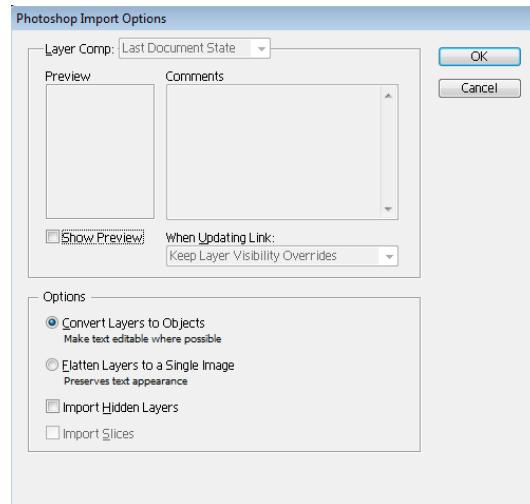 Photoshop Import Options
Layer Comp: Last Document State
OK
Preview Comments
Cancel
Show Preview When Updating Link:
Keep Layer Visibility Overrides
Options
Convert Layers to Objects
Make text editable where possible
Flatten Layers to a Single Image
Preserves text appearance
Import Hidden Layers
Import Slices